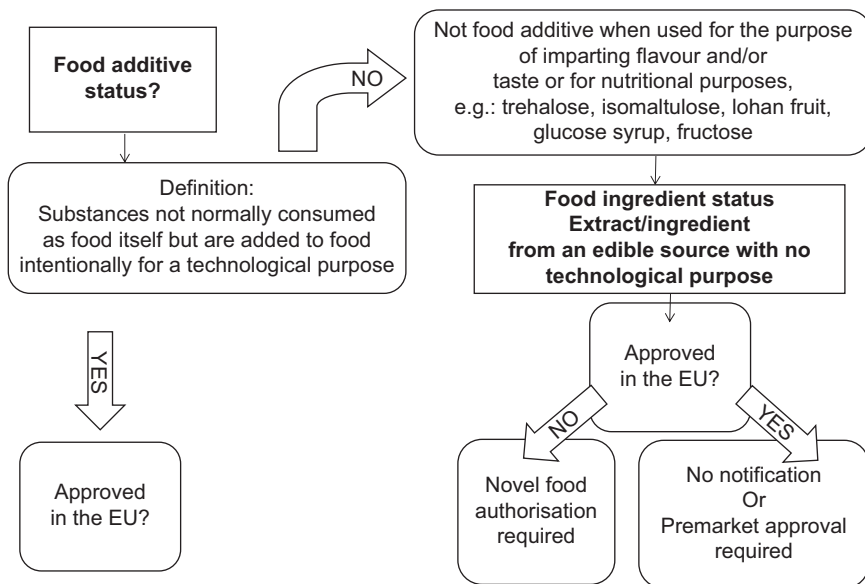 Food additive
status?
Definition:
Substances not normally consumed
as food itself but are added to food
intentionally for a technological purpose
YES
Approved
in the EU?
NO
Not food additive when used for the purpose
of imparting flavour and/or
taste or for nutritional purposes,
e.g.: trehalose, isomaltulose, lohan fruit,
glucose syrup, fructose
Food ingredient status
Extract/ingredient
from an edible source with no
technological purpose
Approved
in the EU?
NO
Novel food
authorisation
required
YES
No notification
Or
Premarket approval
required